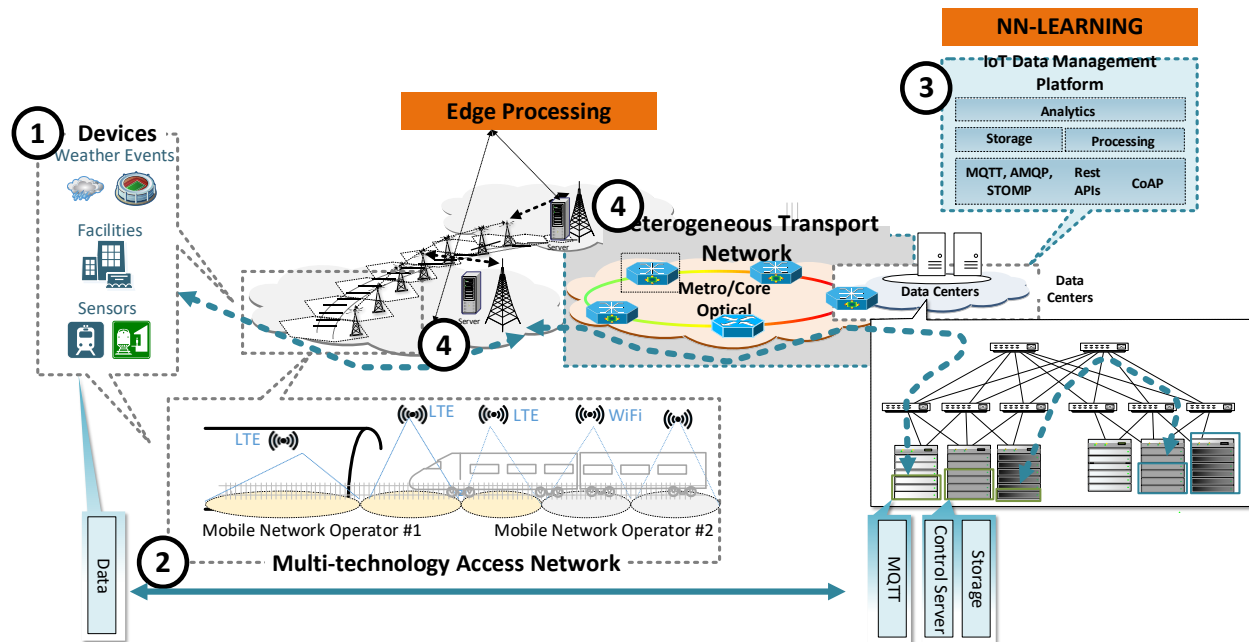 NN-LEARNING
IoT Data Management
Platform
3
Analytics
Storage
Processing
MQTT, AMQP,
STOMP
Rest
APIs
CoAP
Edge Processing
1
Devices
Weather Events
Facilities
Sensors
4
eterogeneous Transport
Network
Server
Metro/Core
Optical
Server
4
Data Centers
Data
Centers
LTE
LTE
LTE
WiFi
Mobile Network Operator #1
Mobile Network Operator #2
2
Multi-technology Access Network
Data
MQTT
Control Server
Storage